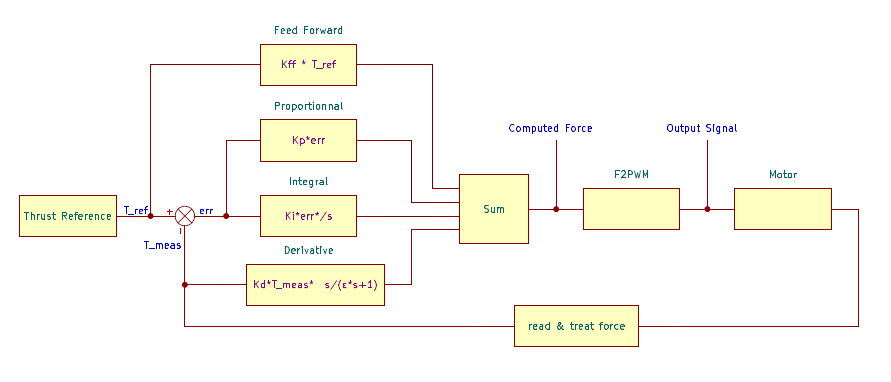 Feed Forward
Kff * T_ref
Proportionnal
Kp*err
Computed Force
Output Signal
Integral
F2PWM
Motor
Thrust Reference
T_ref
+
err
Ki*err*/s
Sum
-
T_meas
Derivative
Kd*T_meas* s/(ε*s+1)
read & treat force